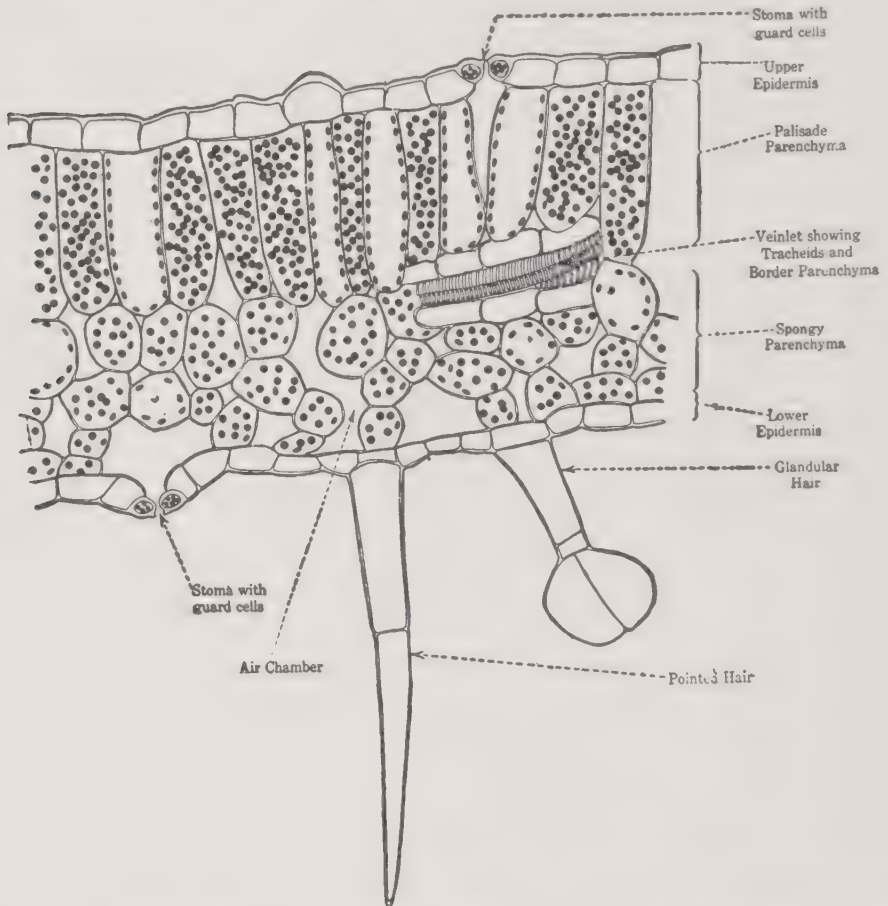 Stoma with
guard cells
Upper
Epidermis
Palisade
Parenchyma
Veinlet showing
Tracheids and
Border Parenchyma
Spongy
Parenchyma
Lower
Epidermis
Glandular
Hair
Stoma with
guard cells
Air Chamber
Pointed Hair